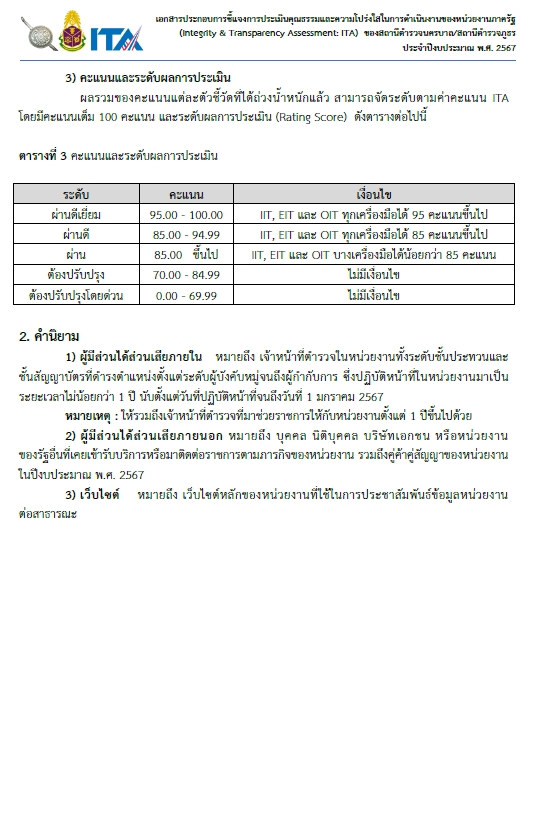 ITA
เอกสารประกอบการชี้แจงการประเมินคุณธรรมและความโปร่งใสในการดำเนินงานของหน่วยงานภาครัฐ
(Integrity & Transparency Assessment: ITA) ของสถานีตำรวจนครบาล/สถานีตำรวจภูธร
ประจำปีงบประมาณ พ.ศ. 2567
3) คะแนนและระดับผลการประเมิน
ผลรวมของคะแนนแต่ละตัวชี้วัดที่ได้ถ่วงน้ำหนักแล้ว สามารถจัดระดับตามค่าคะแนน ITA
โดยมีคะแนนเต็ม 100 คะแนน และระดับผลการประเมิน (Rating Score) ดังตารางต่อไปนี้
ตารางที่ 3 คะแนนและระดับผลการประเมิน
ระดับ คะแนน เงื่อนไข
ผ่านดีเยี่ยม 95.00 - 100.00 IIT, EIT และ OIT ทุกเครื่องมือได้ 95 คะแนนขึ้นไป
ผ่านดี 85.00 - 94.99 IIT, EIT และ OIT ทุกเครื่องมือได้ 85 คะแนนขึ้นไป
ผ่าน 85.00 ขึ้นไป IIT, EIT และ OIT บางเครื่องมือได้น้อยกว่า 85 คะแนน
ต้องปรับปรุง 70.00 - 84.99 ไม่มีเงื่อนไข
ต้องปรับปรุงโดยด่วน 0.00 - 69.99 ไม่มีเงื่อนไข
2. คำนิยาม
1) ผู้มีส่วนได้ส่วนเสียภายใน หมายถึง เจ้าหน้าที่ตำรวจในหน่วยงานทั้งระดับชั้นประทวนและ
ชั้นสัญญาบัตรที่ดำรงตำแหน่งตั้งแต่ระดับผู้บังคับหมู่จนถึงผู้กำกับการ ซึ่งปฏิบัติหน้าที่ในหน่วยงานมาเป็น
ระยะเวลาไม่น้อยกว่า 1 ปี นับตั้งแต่วันที่ปฏิบัติหน้าที่จนถึงวันที่ 1 มกราคม 2567
หมายเหตุ : ให้รวมถึงเจ้าหน้าที่ตำรวจที่มาช่วยราชการให้กับหน่วยงานตั้งแต่ 1 ปีขึ้นไปด้วย
2) ผู้มีส่วนได้ส่วนเสียภายนอก หมายถึง บุคคล นิติบุคคล บริษัทเอกชน หรือหน่วยงาน
ของรัฐอื่นที่เคยเข้ารับบริการหรือมาติดต่อราชการตามภารกิจของหน่วยงาน รวมถึงคู่ค้าคู่สัญญาของหน่วยงาน
ในปีงบประมาณ พ.ศ. 2567
3) เว็บไซต์ หมายถึง เว็บไซต์หลักของหน่วยงานที่ใช้ในการประชาสัมพันธ์ข้อมูลหน่วยงาน
ต่อสาธารณะ